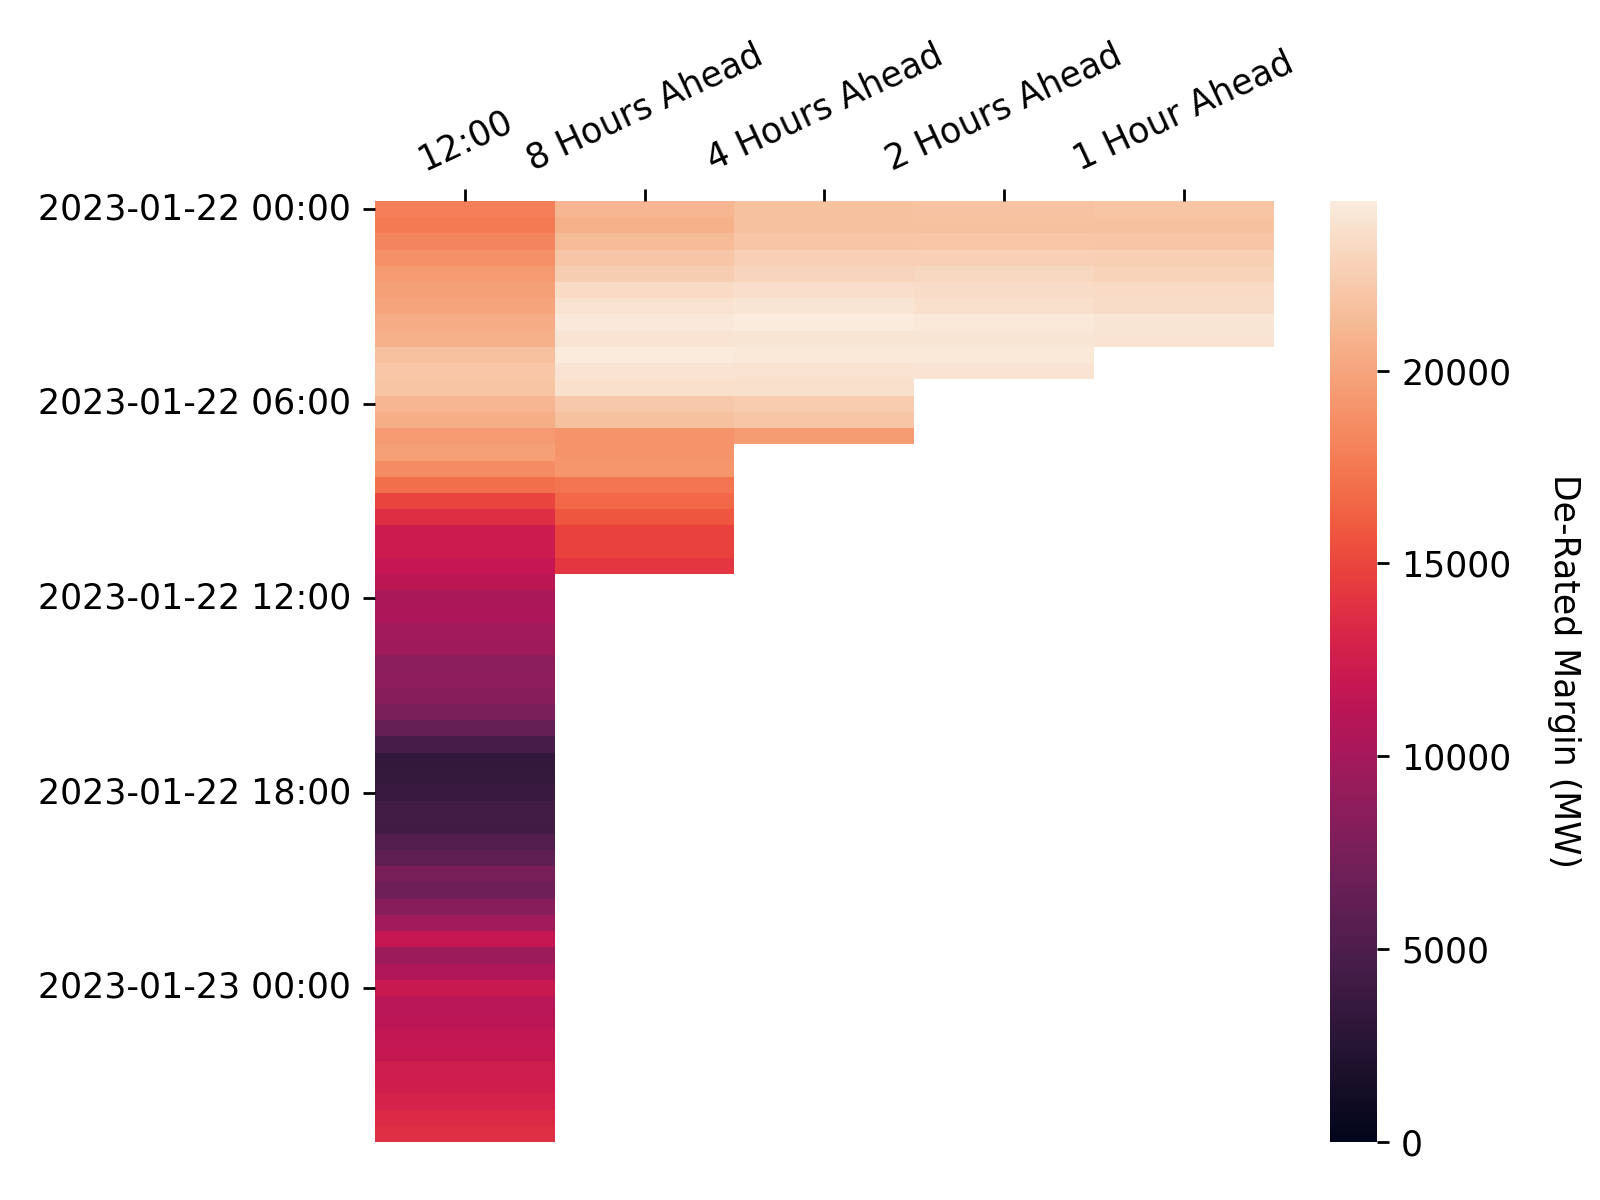 12:00
8 Hours Ahead
4 Hours Ahead
2 Hours Ahead
1 Hour Ahead
2023-01-22 00:00
2023-01-22 06:00
2023-01-22 12:00
2023-01-22 18:00
2023-01-23 00:00
20000
15000
10000
5000
0
De-Rated Margin (MW)